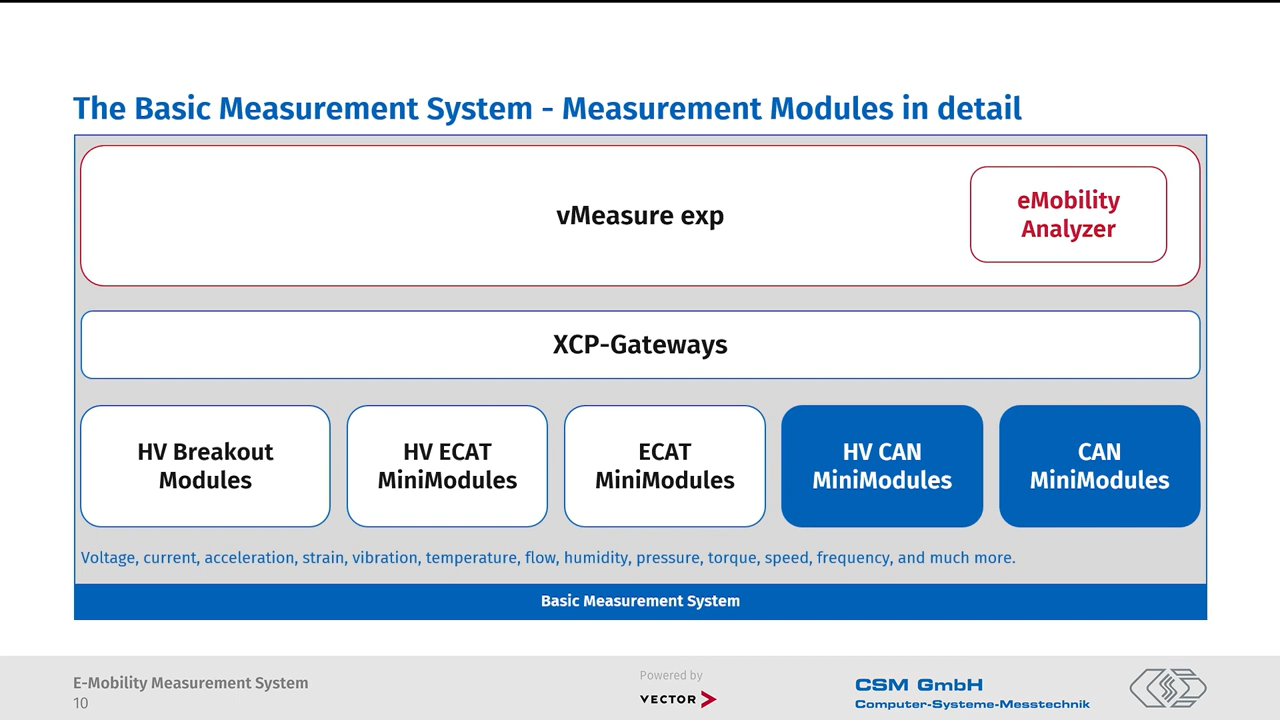 The Basic Measurement System - Measurement Modules in detail
vMeasure exp
eMobility
Analyzer
XCP-Gateways
HV Breakout
Modules
HV ECAT
MiniModules
ECAT
MiniModules
HV CAN
MiniModules
CAN
MiniModules
Voltage, current, acceleration, strain, vibration, temperature, flow, humidity, pressure, torque, speed, frequency, and much more.
Basic Measurement System
E-Mobility Measurement System
10
Powered by
VECTOR
CSM GmbH
Computer-Systeme-Messtechnik